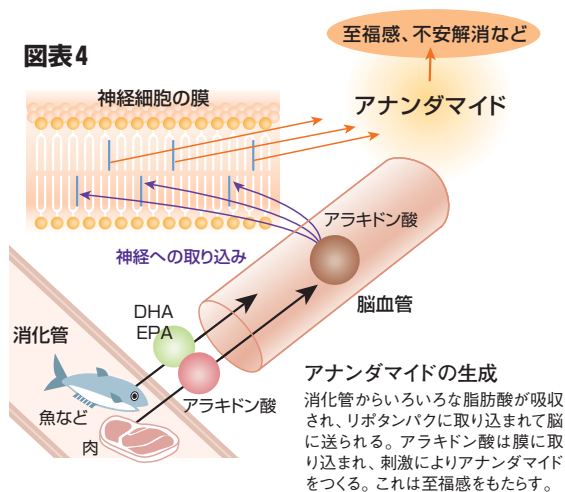 図表4
至福感、不安解消など
アナンダマイド
神経細胞の膜
アラキドン酸
神経への取り込み
脳血管
DHA
EPA
消化管
アラキドン酸
魚など
肉
アナンダマイドの生成
消化管からいろいろな脂肪酸が吸収
され、リポタンパクに取り込まれて脳
に送られる。アラキドン酸は膜に取
り込まれ、刺激によりアナンダマイド
をつくる。これは至福感をもたらす。